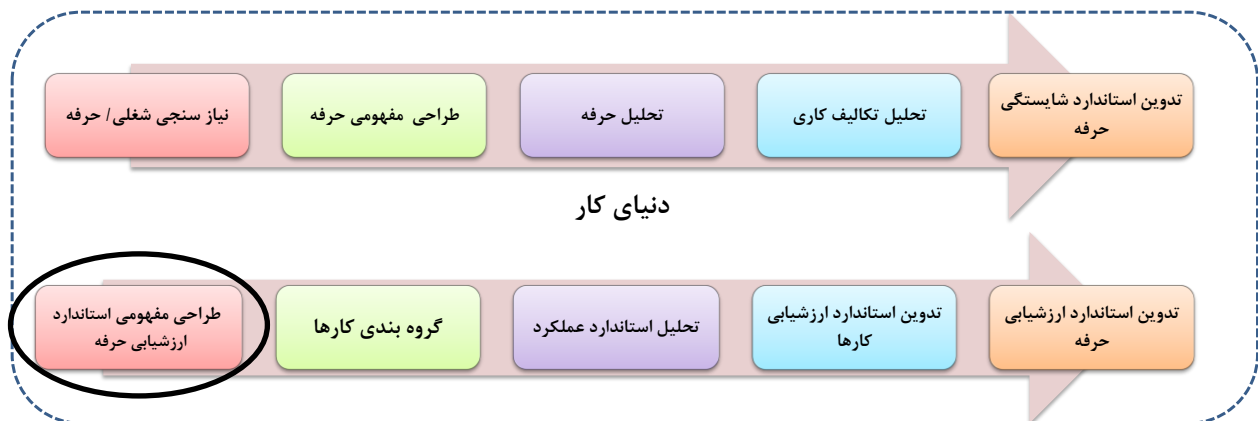 نیاز سنجی شغلی/ حرفه
طراحی مفهومی حرفه
تحلیل حرفه
تحلیل تکالیف کاری
تدوین استاندارد شایستگی
حرفه
دنیای کار
طراحی مفهومی استاندارد
ارزشیابی حرفه
گروه بندی کارها
تحلیل استاندارد عملکرد
تدوین استاندارد ارزشیابی
کارها
تدوین استاندارد ارزشیابی
حرفه